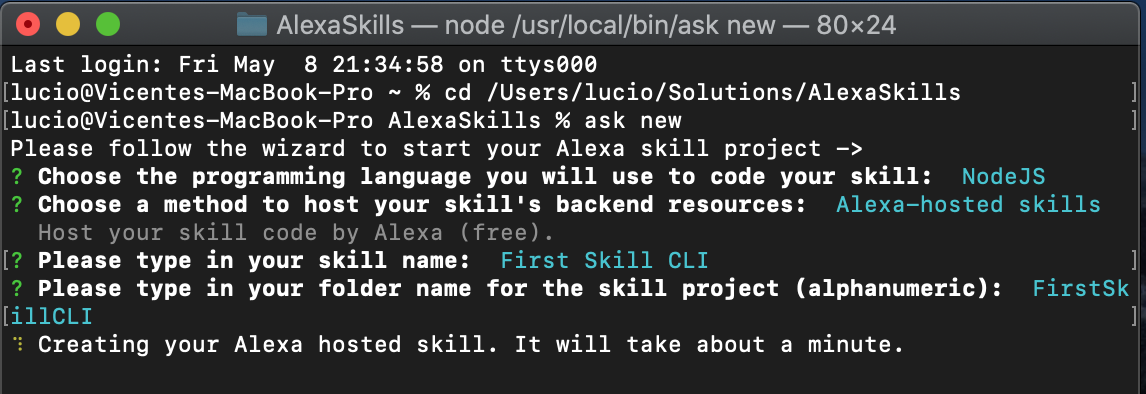 AlexaSkills — node /usr/local/bin/ask new — 80×24
Last login: Fri May  8 21:34:58 on ttys000
[lucio@Vicentes-MacBook-Pro ~ % cd /Users/lucio/Solutions/AlexaSkills ]
[lucio@Vicentes-MacBook-Pro AlexaSkills % ask new ]
Please follow the wizard to start your Alexa skill project ->
? Choose the programming language you will use to code your skill:  NodeJS
? Choose a method to host your skill's backend resources:  Alexa-hosted skills
  Host your skill code by Alexa (free).
[? Please type in your skill name:  First Skill CLI ]
? Please type in your folder name for the skill project (alphanumeric):  FirstSk
[illCLI ]
⠹ Creating your Alexa hosted skill. It will take about a minute.